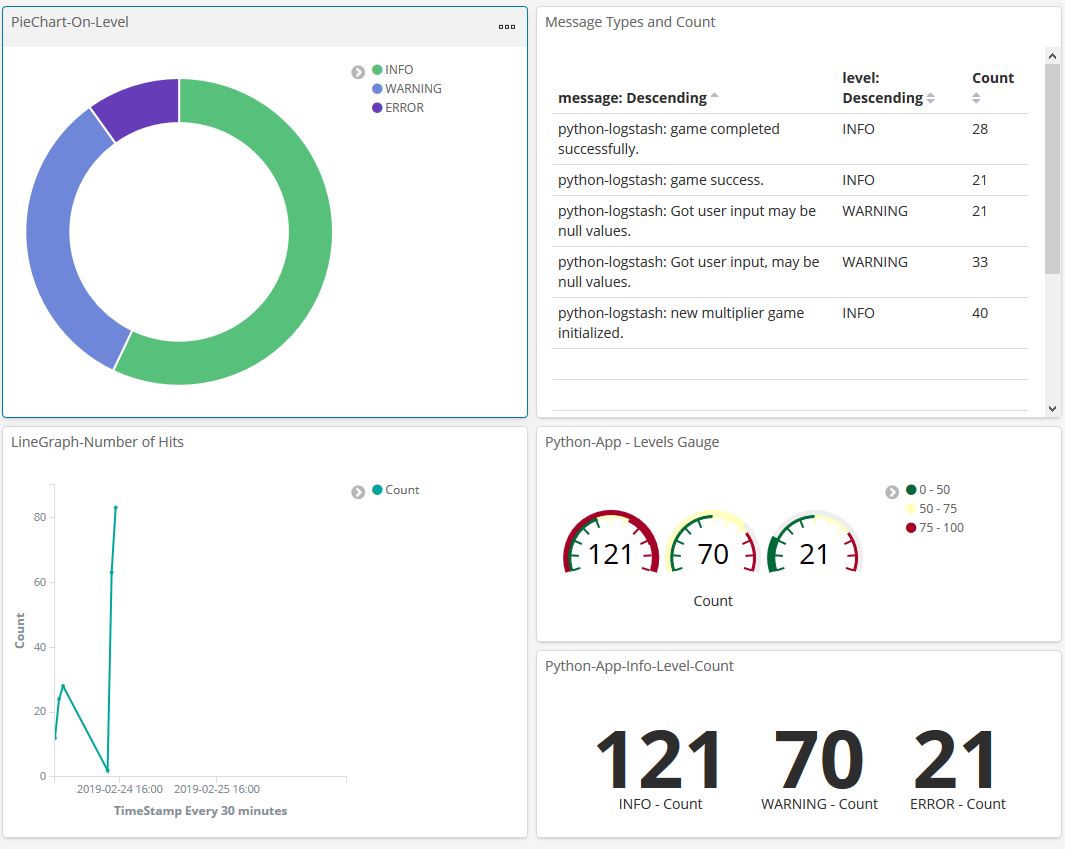 PieChart-On-Level
INFO
WARNING
ERROR
Message Types and Count
message: Descending
level:
Descending
Count
python-logstash: game completed
successfully.
INFO
28
python-logstash: game success.
INFO
21
python-logstash: Got user input may be
null values.
WARNING
21
python-logstash: Got user input, may be
null values.
WARNING
33
python-logstash: new multiplier game
initialized.
INFO
40
LineGraph-Number of Hits
Count
80
60
40
20
0
Count
2019-02-24 16:00
2019-02-25 16:00
TimeStamp Every 30 minutes
Python-App - Levels Gauge
0 - 50
50 - 75
75 - 100
121
70
21
Count
Python-App-Info-Level-Count
121
70
21
INFO - Count
WARNING - Count
ERROR - Count